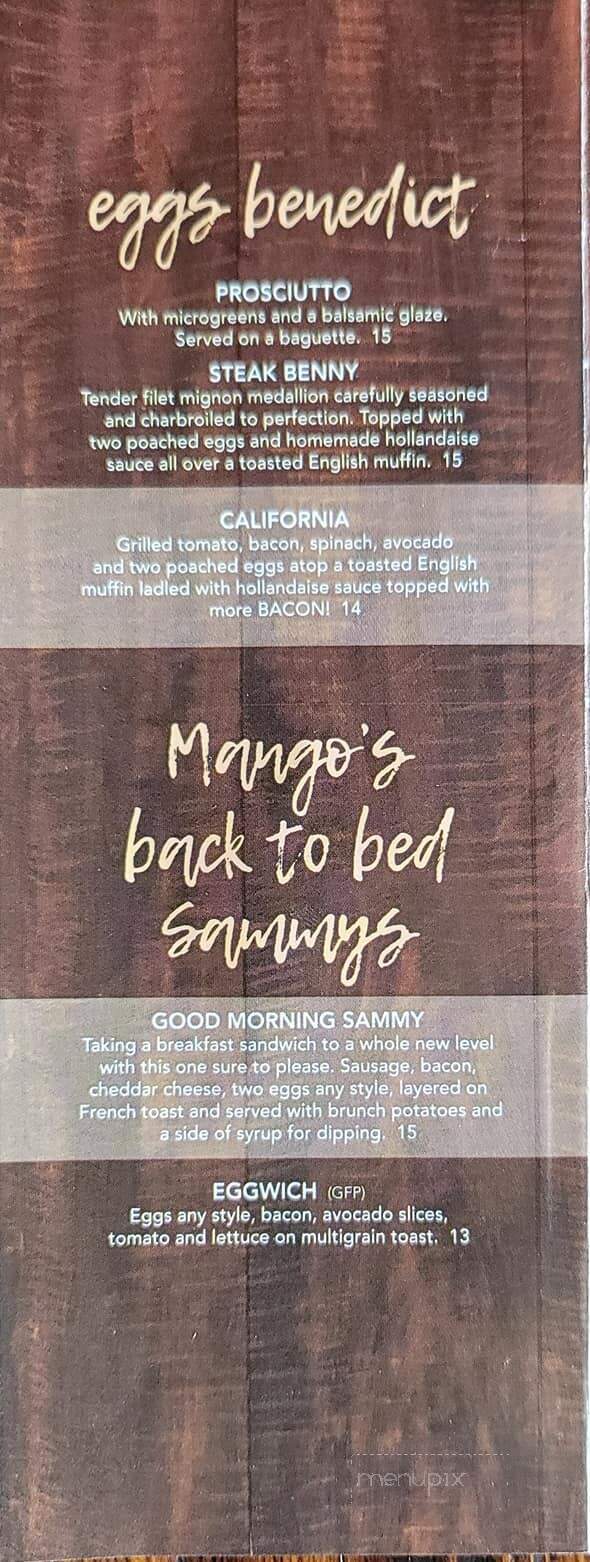 eggs benedict
PROSCIUTTO
With microgreens and a balsamic glaze.
Served on a baguette. 15
STEAK BENNY
Tender filet mignon medallion carefully seasoned
and charbroiled to perfection. Topped with
two poached eggs and homemade hollandaise
sauce all over a toasted English muffin. 15
CALIFORNIA
Grilled tomato, bacon, spinach, avocado
and two poached eggs atop a toasted English
muffin ladled with hollandaise sauce topped with
more BACON! 14
Mango's
back to bed
Sammys
GOOD MORNING SAMMY
Taking a breakfast sandwich to a whole new level
with this one sure to please. Sausage, bacon,
cheddar cheese, two eggs any style, layered on
French toast and served with brunch potatoes and
a side of syrup for dipping. 15
EGGWICH (GFP)
Eggs any style, bacon, avocado slices,
tomato and lettuce on multigrain toast. 13
menupix